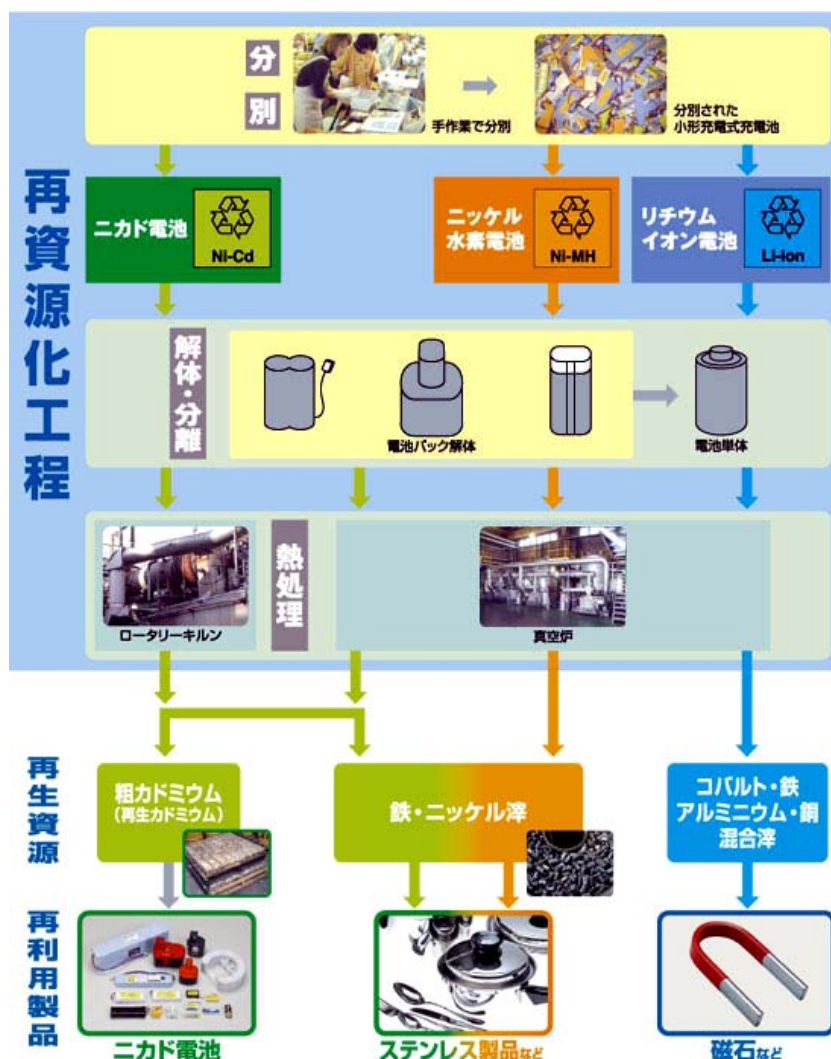 再資源化工程
分別
手作業で分別
分別された
小形充電式充電池
ニカド電池
Ni-Cd
ニッケル
水素電池
Ni-MH
リチウム
イオン電池
Li-ion
解体・分離
電池パック解体
電池単体
熱処理
ロータリーキルン
真空炉
再生資源
粗カドミウム
(再生カドミウム)
鉄・ニッケル滓
コバルト・鉄
アルミニウム・銅
混合滓
再利用製品
ニカド電池
ステンレス製品など
磁石など